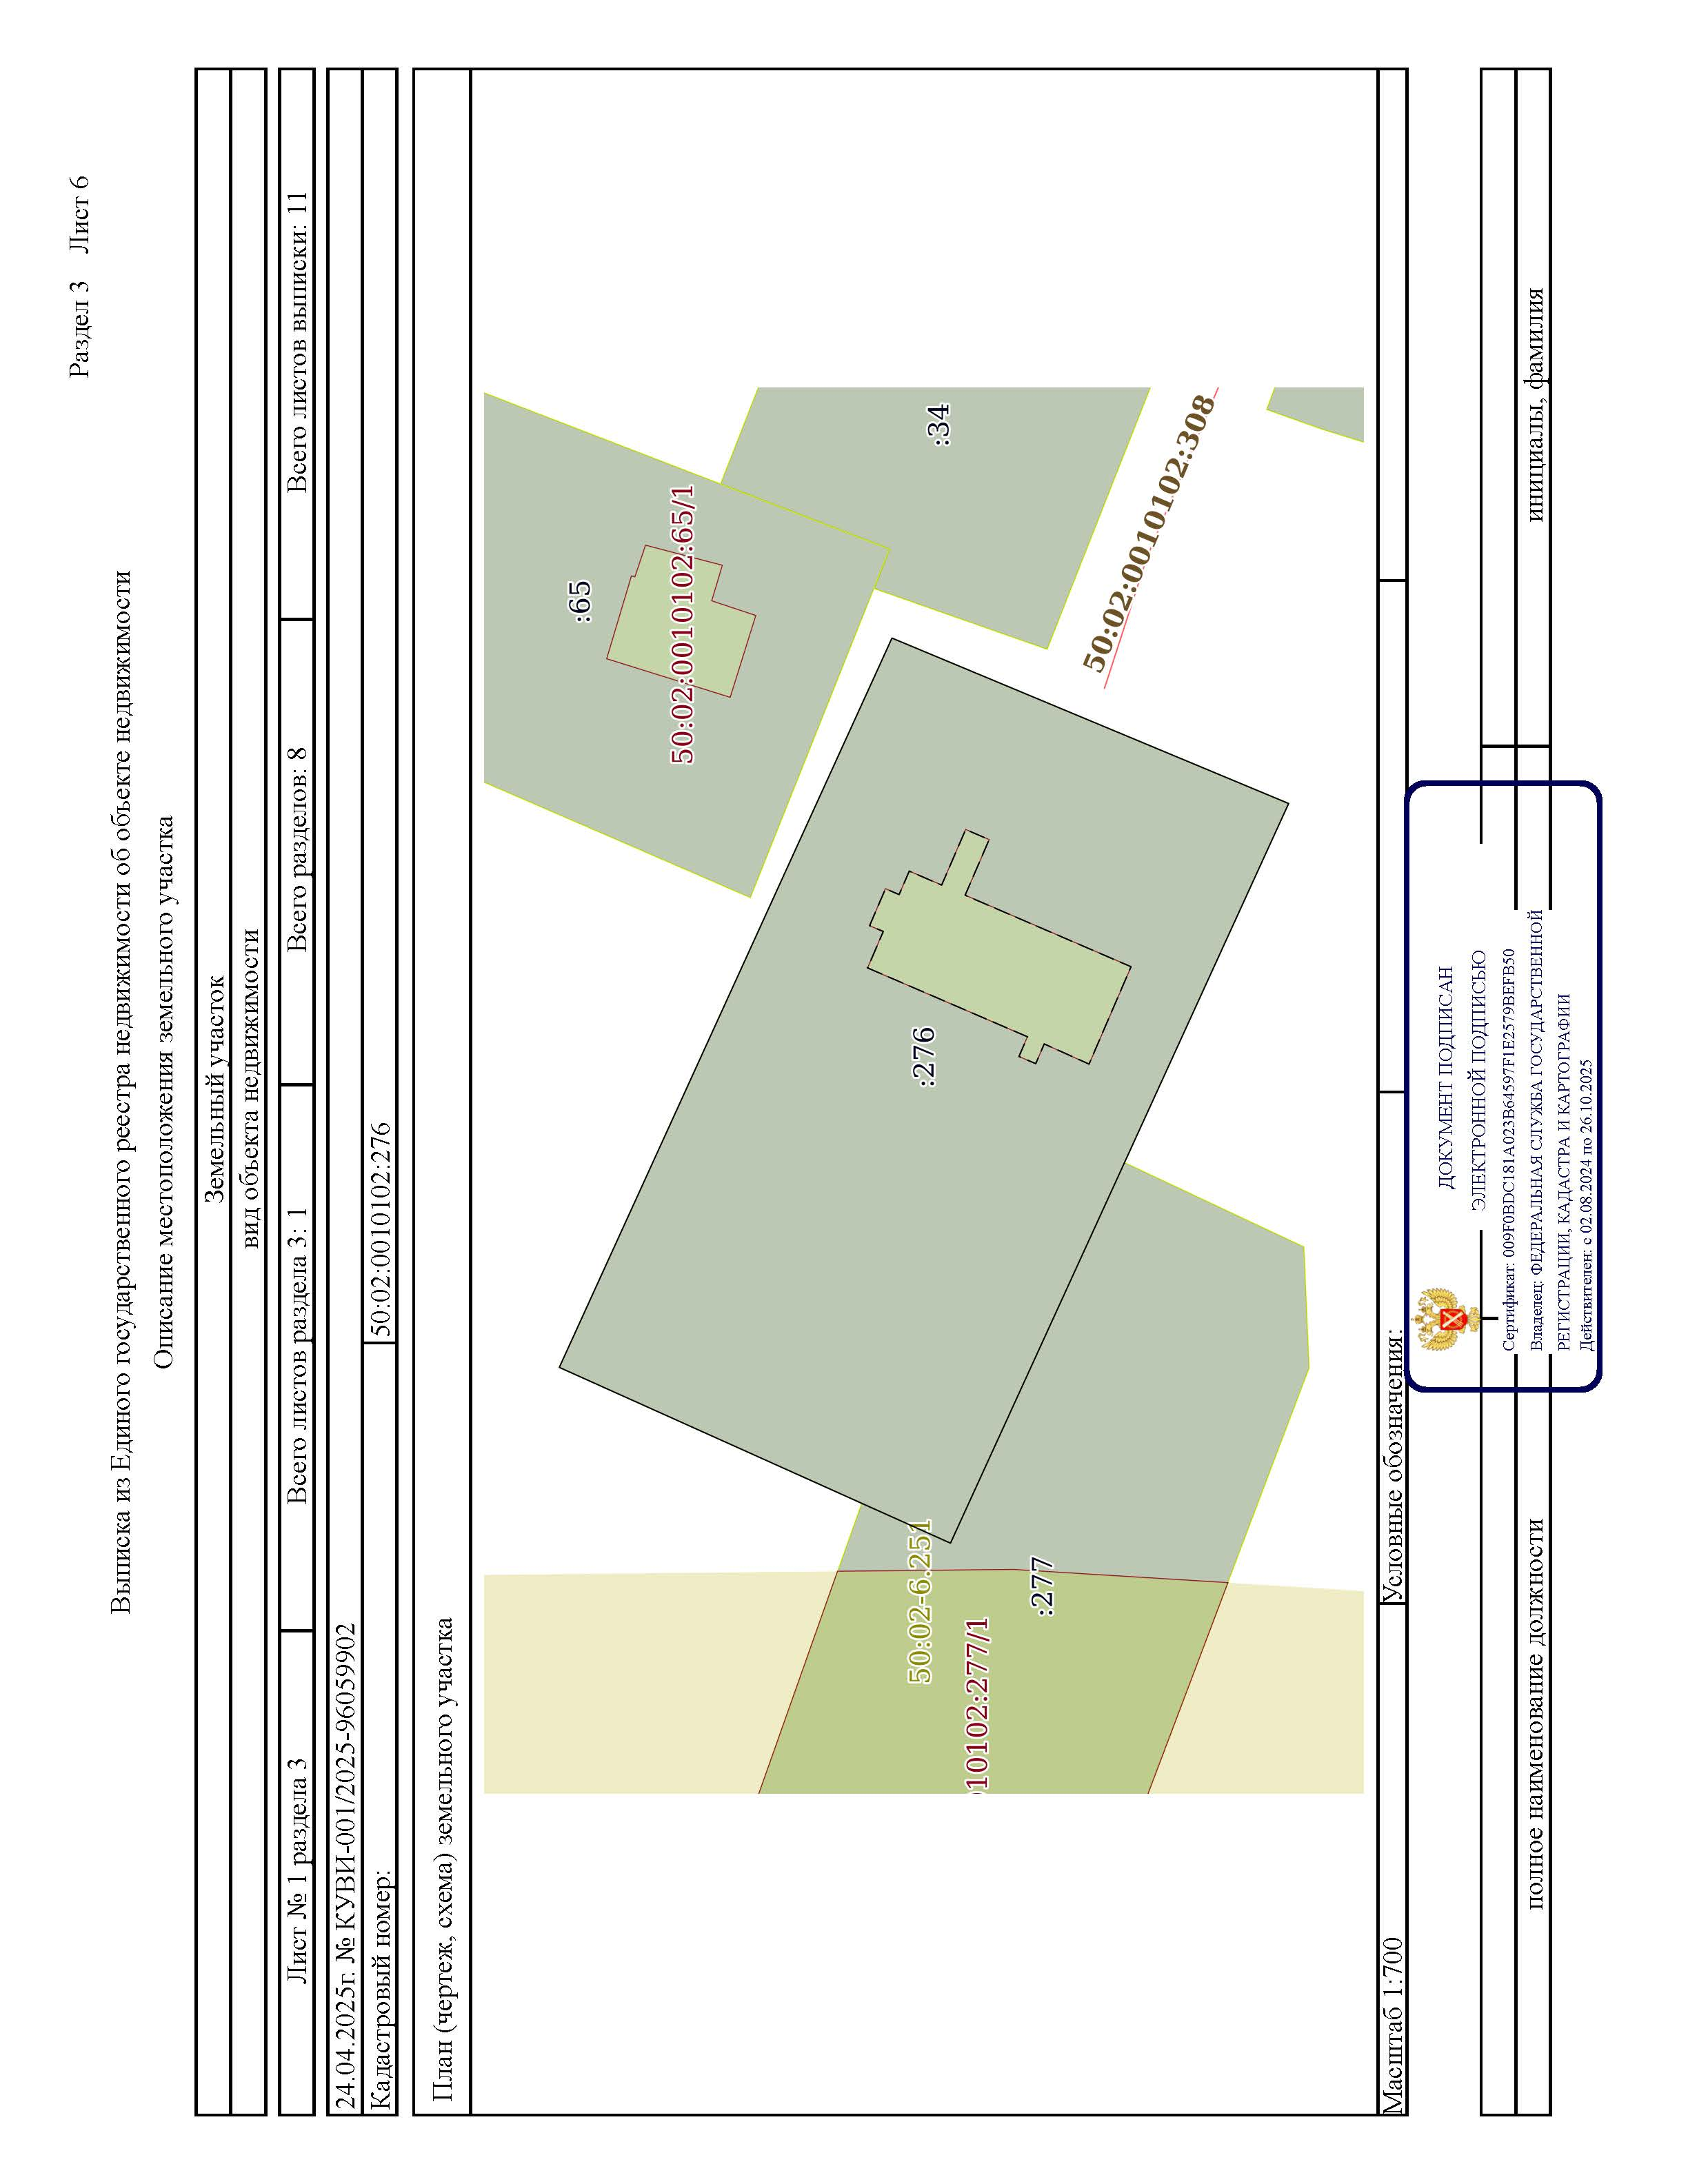 Раздел 3 Лист 6
Выписка из Единого государственного реестра недвижимости об объекте недвижимости
Описание местоположения земельного участка
Земельный участок
вид объекта недвижимости
Лист № 1 раздела 3 Всего листов раздела 3: 1 Всего разделов: 8 Всего листов выписки: 11
24.04.2025г. № КУВИ-001/2025-96059902
Кадастровый номер: 50:02:0010102:276
План (чертеж, схема) земельного участка
:65
50:02:0010102:65/1
:34
50:02:0010102:308
:276
50:02-6.251
:277
10102:277/1
Масштаб 1:700 Условные обозначения:
ДОКУМЕНТ ПОДПИСАН
ЭЛЕКТРОННОЙ ПОДПИСЬЮ
Сертификат: 009F0BDC181A023B64597F1E2579BEFB50
Владелец: ФЕДЕРАЛЬНАЯ СЛУЖБА ГОСУДАРСТВЕННОЙ
РЕГИСТРАЦИИ, КАДАСТРА И КАРТОГРАФИИ
Действителен: с 02.08.2024 по 26.10.2025
полное наименование должности инициалы, фамилия